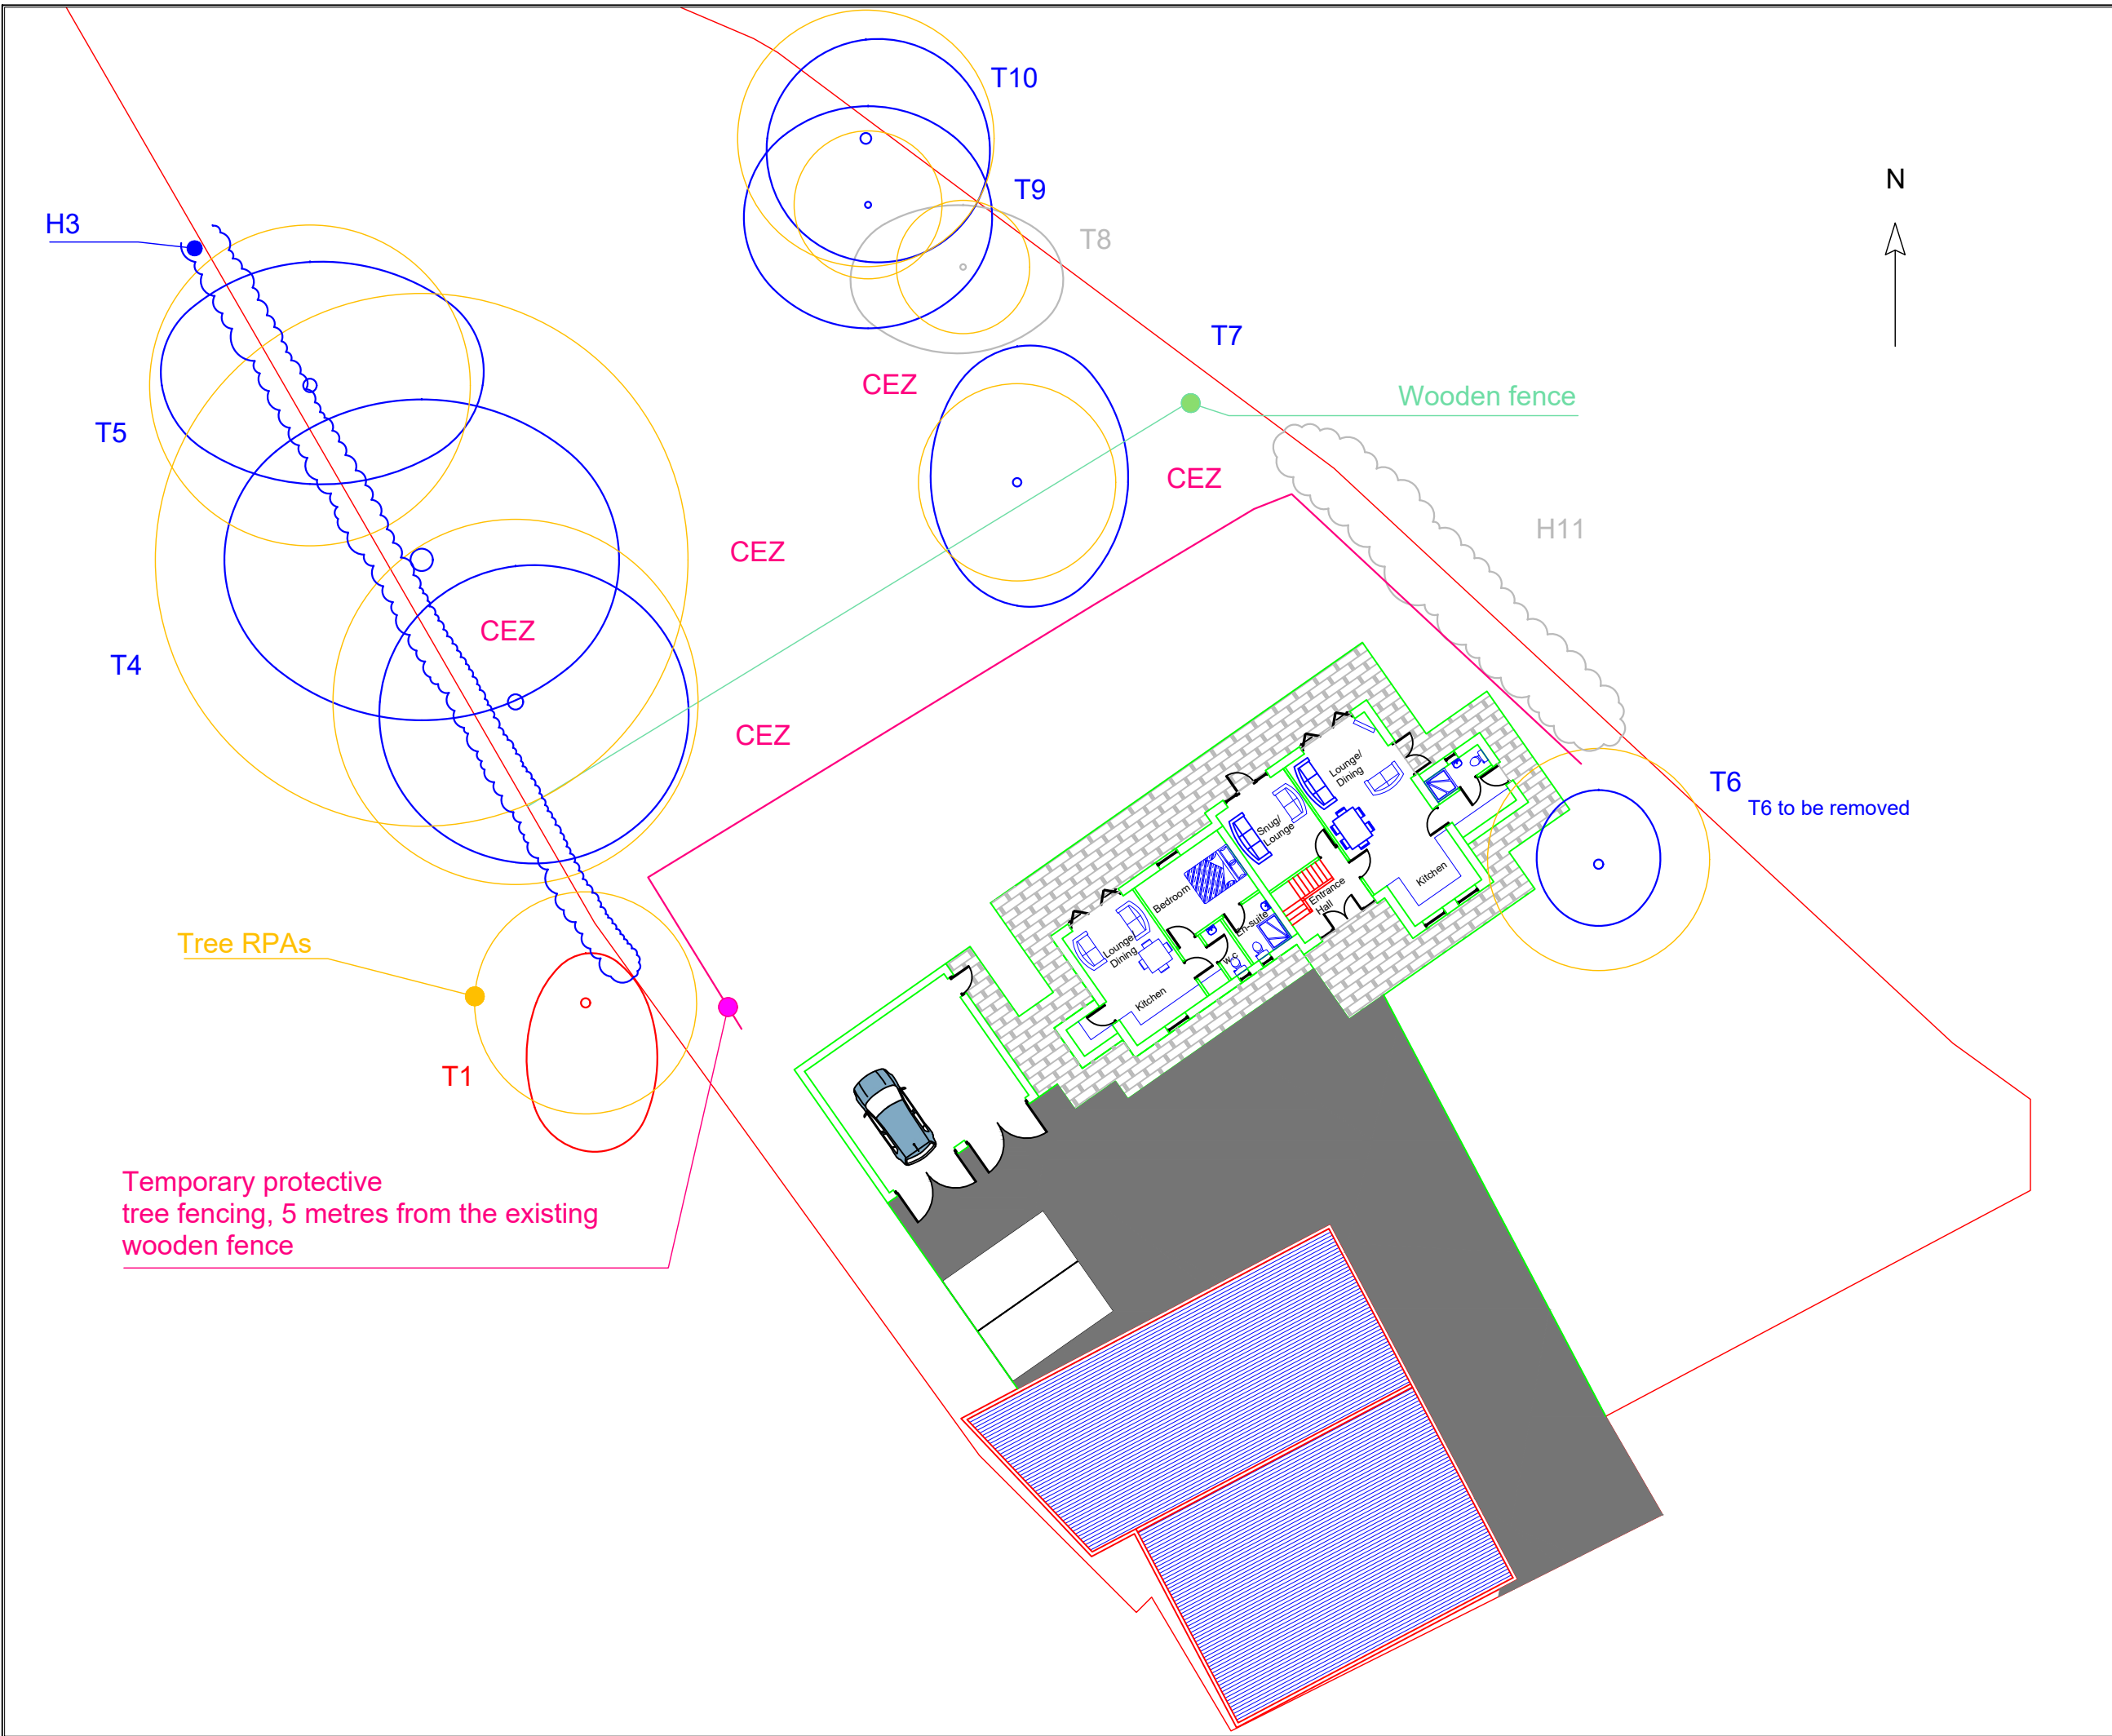 T10
N
T9
H3
T8
T7
CEZ
Wooden fence
T5
CEZ
H11
CEZ
CEZ
T4
CEZ
T6
T6 to be removed
Lounge/
Dining
Snug/
Lounge
Kitchen
Bedroom
Entrance
Hall
En-suite
Lounge/
Dining
W.c
Kitchen
Tree RPAs
T1
Temporary protective
tree fencing, 5 metres from the existing
wooden fence